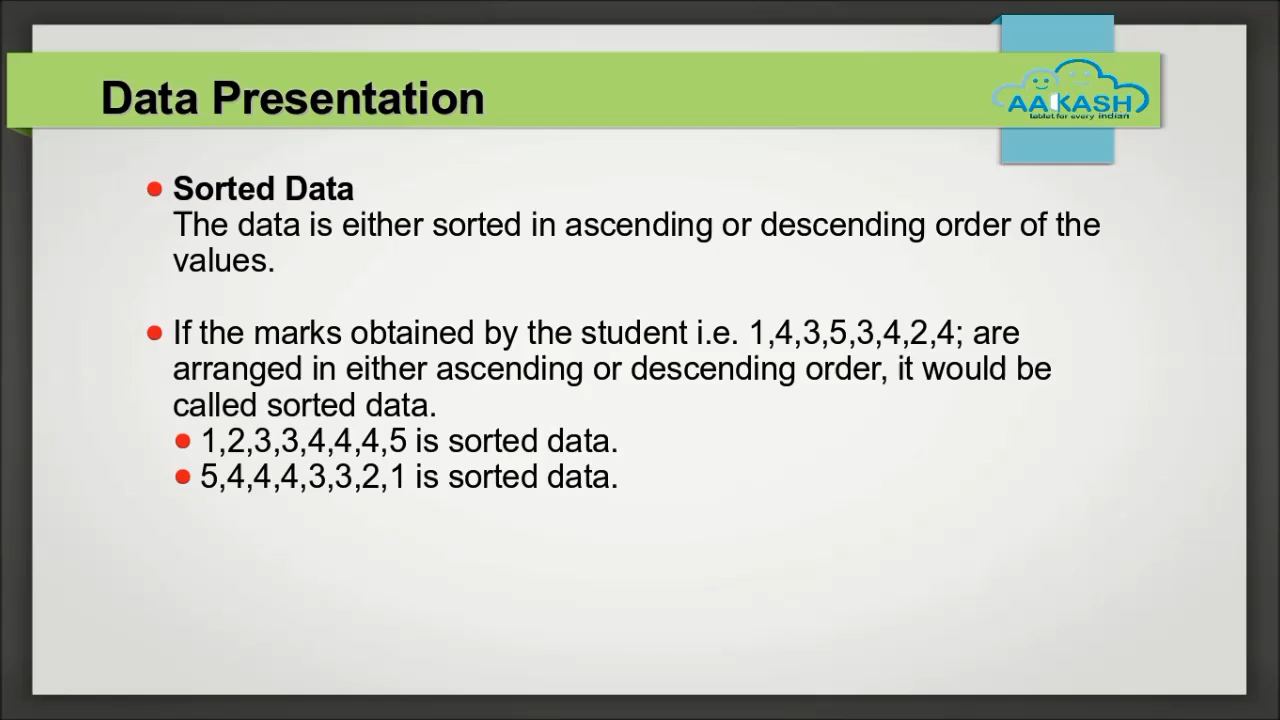 Data Presentation
AAKASH
tablet for every indian
Sorted Data
The data is either sorted in ascending or descending order of the
values.
If the marks obtained by the student i.e. 1,4,3,5,3,4,2,4; are
arranged in either ascending or descending order, it would be
called sorted data.
1,2,3,3,4,4,4,5 is sorted data.
5,4,4,4,3,3,2,1 is sorted data.